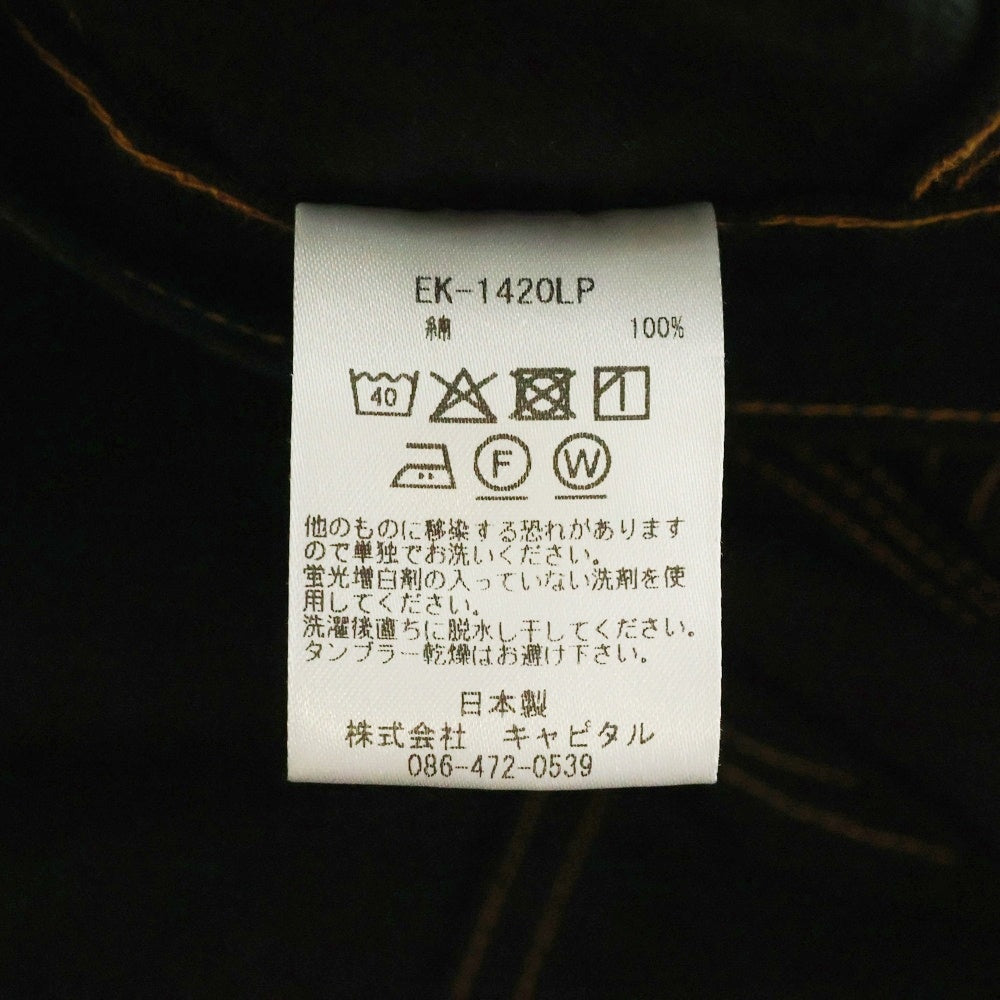 EK-1420LP
綿 100%
40
F W
他のものに移染する恐れがあります
ので単独でお洗いください。
蛍光増白剤の入っていない洗剤を使
用してください。
洗濯後直ちに脱水し干してください。
タンブラー乾燥はお避け下さい。
日本製
株式会社 キャピタル
086-472-0539